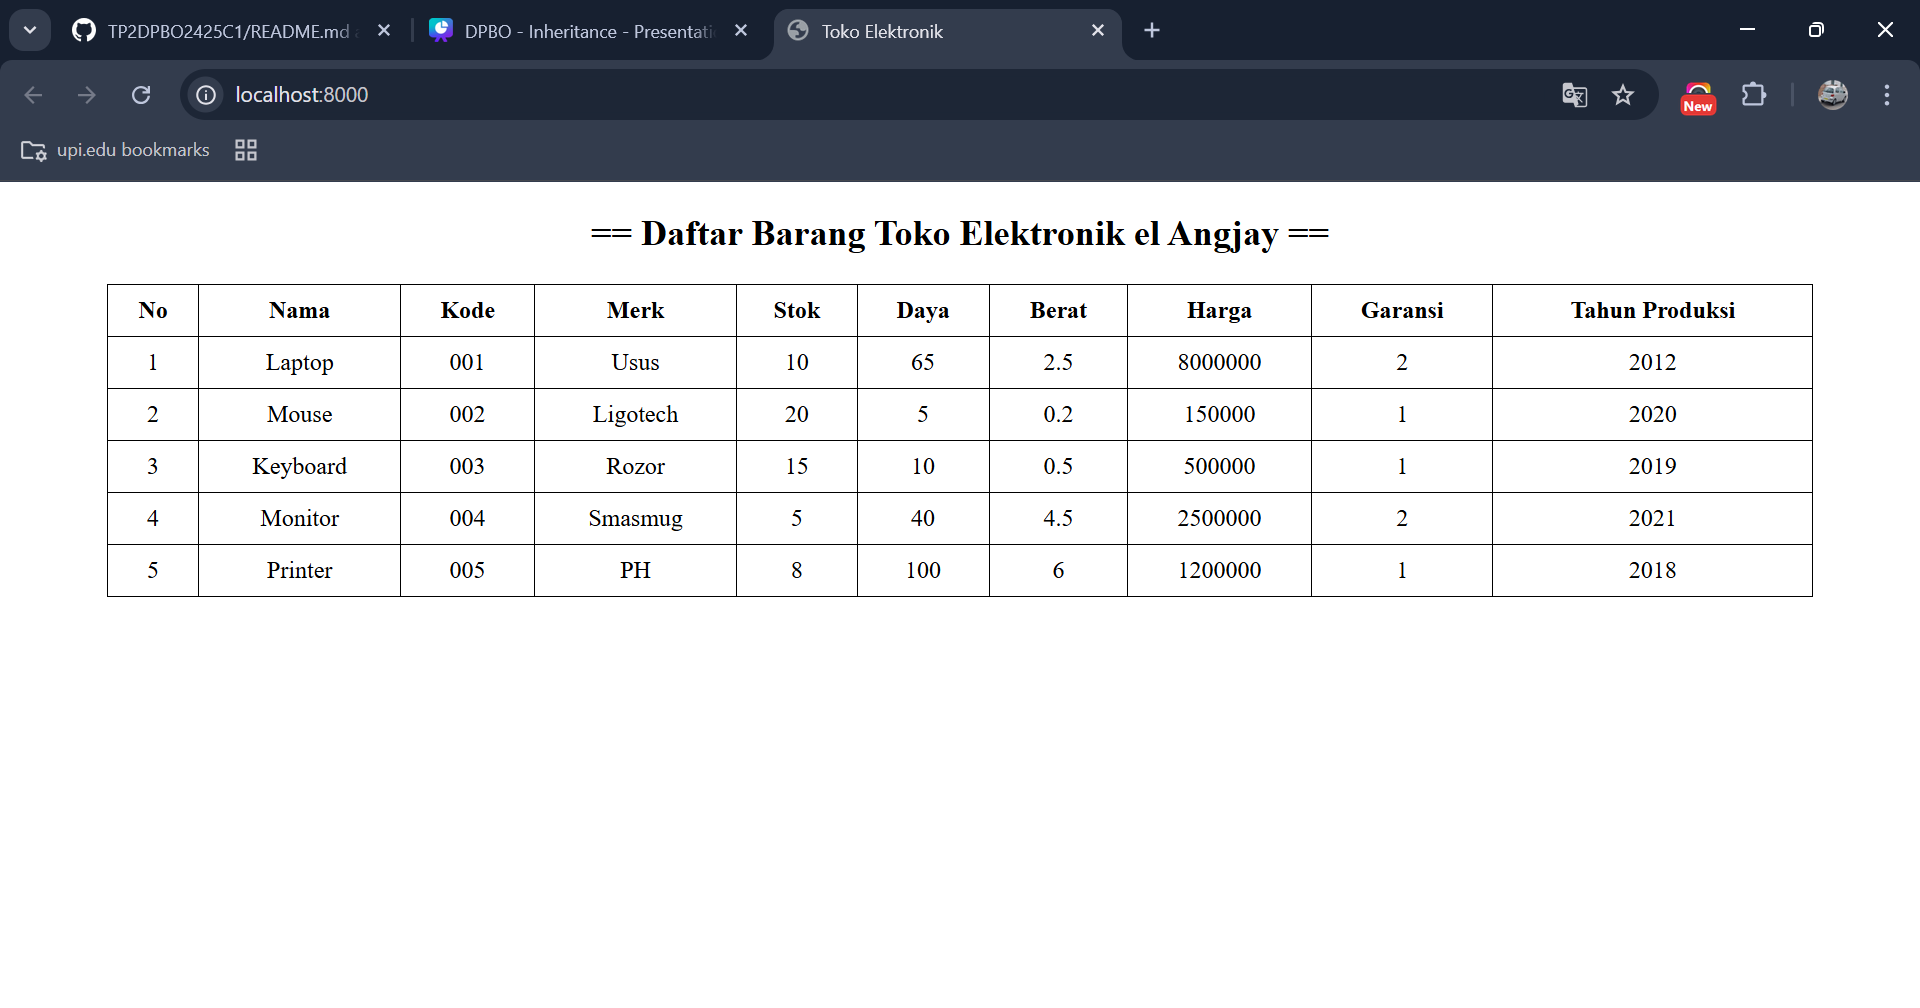 TP2DPBO2425C1/README.md
DPBO - Inheritance - Presentati
Toko Elektronik
localhost:8000
New
upi.edu bookmarks
== Daftar Barang Toko Elektronik el Angjay ==
No Nama Kode Merk Stok Daya Berat Harga Garansi Tahun Produksi
1 Laptop 001 Usus 10 65 2.5 8000000 2 2012
2 Mouse 002 Ligotech 20 5 0.2 150000 1 2020
3 Keyboard 003 Rozor 15 10 0.5 500000 1 2019
4 Monitor 004 Smasmug 5 40 4.5 2500000 2 2021
5 Printer 005 PH 8 100 6 1200000 1 2018